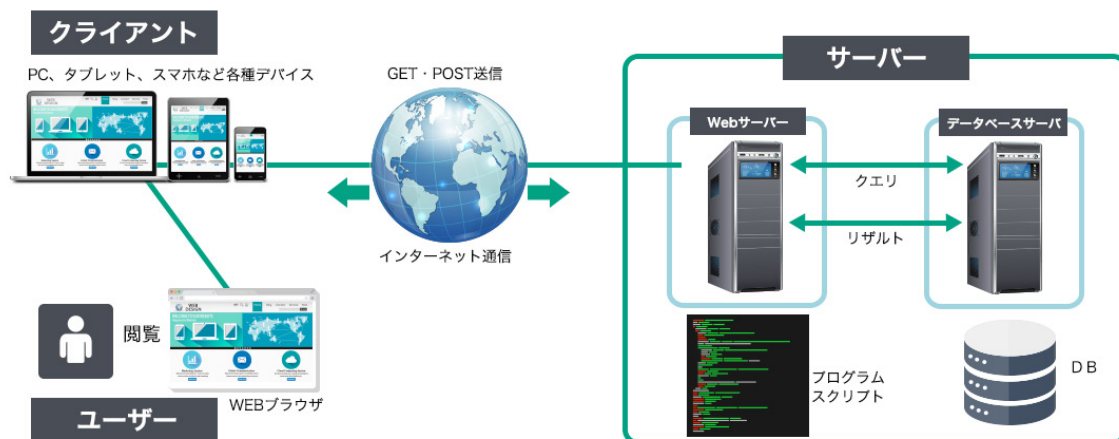 クライアント
PC、タブレット、スマホなど各種デバイス
GET・POST送信
インターネット通信
サーバー
Webサーバー
データベースサーバ
クエリ
リザルト
プログラム
スクリプト
DB
閲覧
WEBブラウザ
ユーザー
WEB
DESIGN